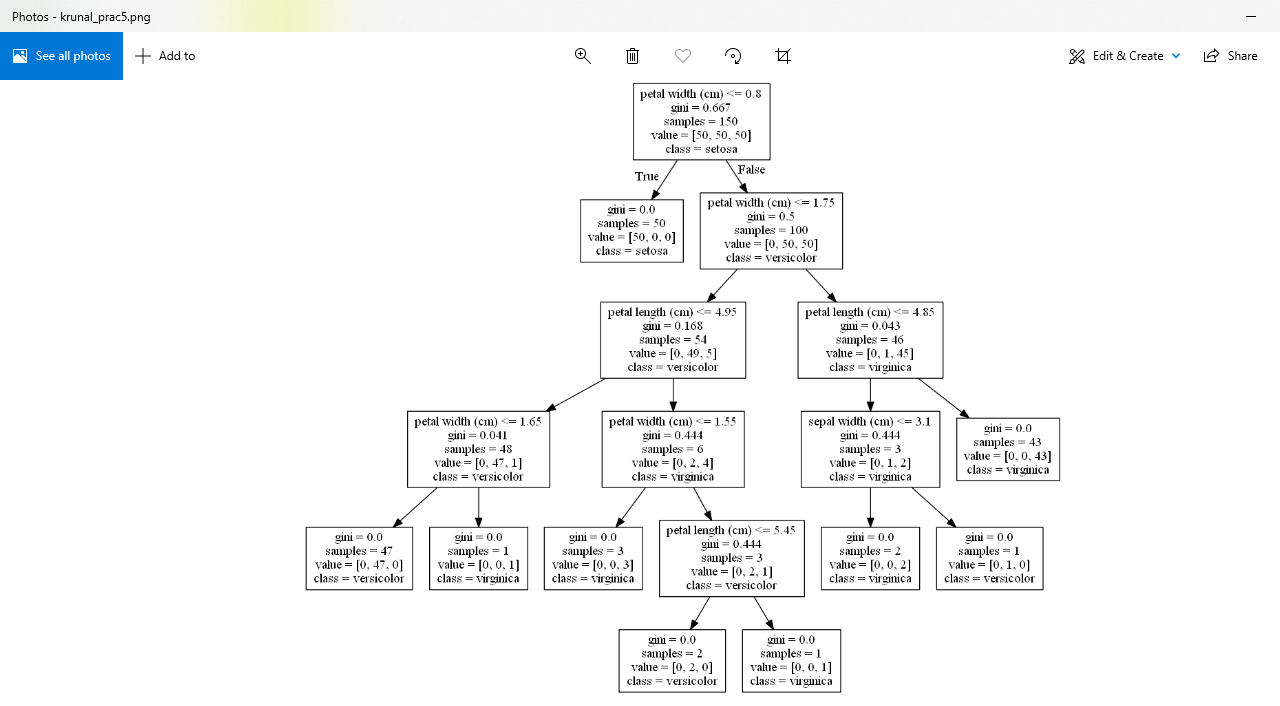 Photos - krunal_prac5.png
See all photos
Add to
Edit & Create
Share
petal width (cm) <= 0.8
gini = 0.667
samples = 150
value = [50, 50, 50]
class = setosa
True
False
gini = 0.0
samples = 50
value = [50, 0, 0]
class = setosa
petal width (cm) <= 1.75
gini = 0.5
samples = 100
value = [0, 50, 50]
class = versicolor
petal length (cm) <= 4.95
gini = 0.168
samples = 54
value = [0, 49, 5]
class = versicolor
petal length (cm) <= 4.85
gini = 0.043
samples = 46
value = [0, 1, 45]
class = virginica
petal width (cm) <= 1.65
gini = 0.041
samples = 48
value = [0, 47, 1]
class = versicolor
petal width (cm) <= 1.55
gini = 0.444
samples = 6
value = [0, 2, 4]
class = virginica
sepal width (cm) <= 3.1
gini = 0.444
samples = 3
value = [0, 1, 2]
class = virginica
gini = 0.0
samples = 43
value = [0, 0, 43]
class = virginica
gini = 0.0
samples = 47
value = [0, 47, 0]
class = versicolor
gini = 0.0
samples = 1
value = [0, 0, 1]
class = virginica
gini = 0.0
samples = 3
value = [0, 0, 3]
class = virginica
petal length (cm) <= 5.45
gini = 0.444
samples = 3
value = [0, 2, 1]
class = versicolor
gini = 0.0
samples = 2
value = [0, 0, 2]
class = virginica
gini = 0.0
samples = 1
value = [0, 1, 0]
class = versicolor
gini = 0.0
samples = 2
value = [0, 2, 0]
class = versicolor
gini = 0.0
samples = 1
value = [0, 0, 1]
class = virginica